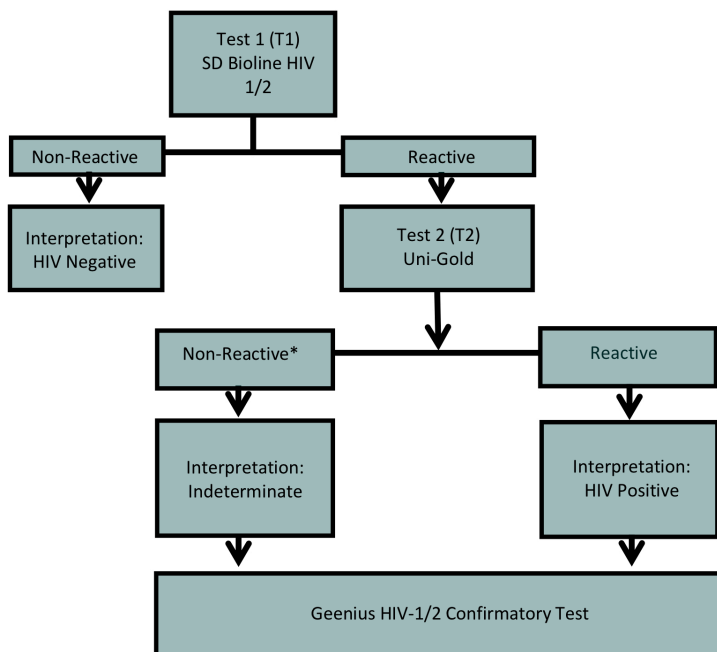 Test 1 (T1)
SD Bioline HIV
1/2
Non-Reactive
Reactive
Interpretation:
HIV Negative
Test 2 (T2)
Uni-Gold
Non-Reactive*
Reactive
Interpretation:
Indeterminate
Interpretation:
HIV Positive
Geenius HIV-1/2 Confirmatory Test